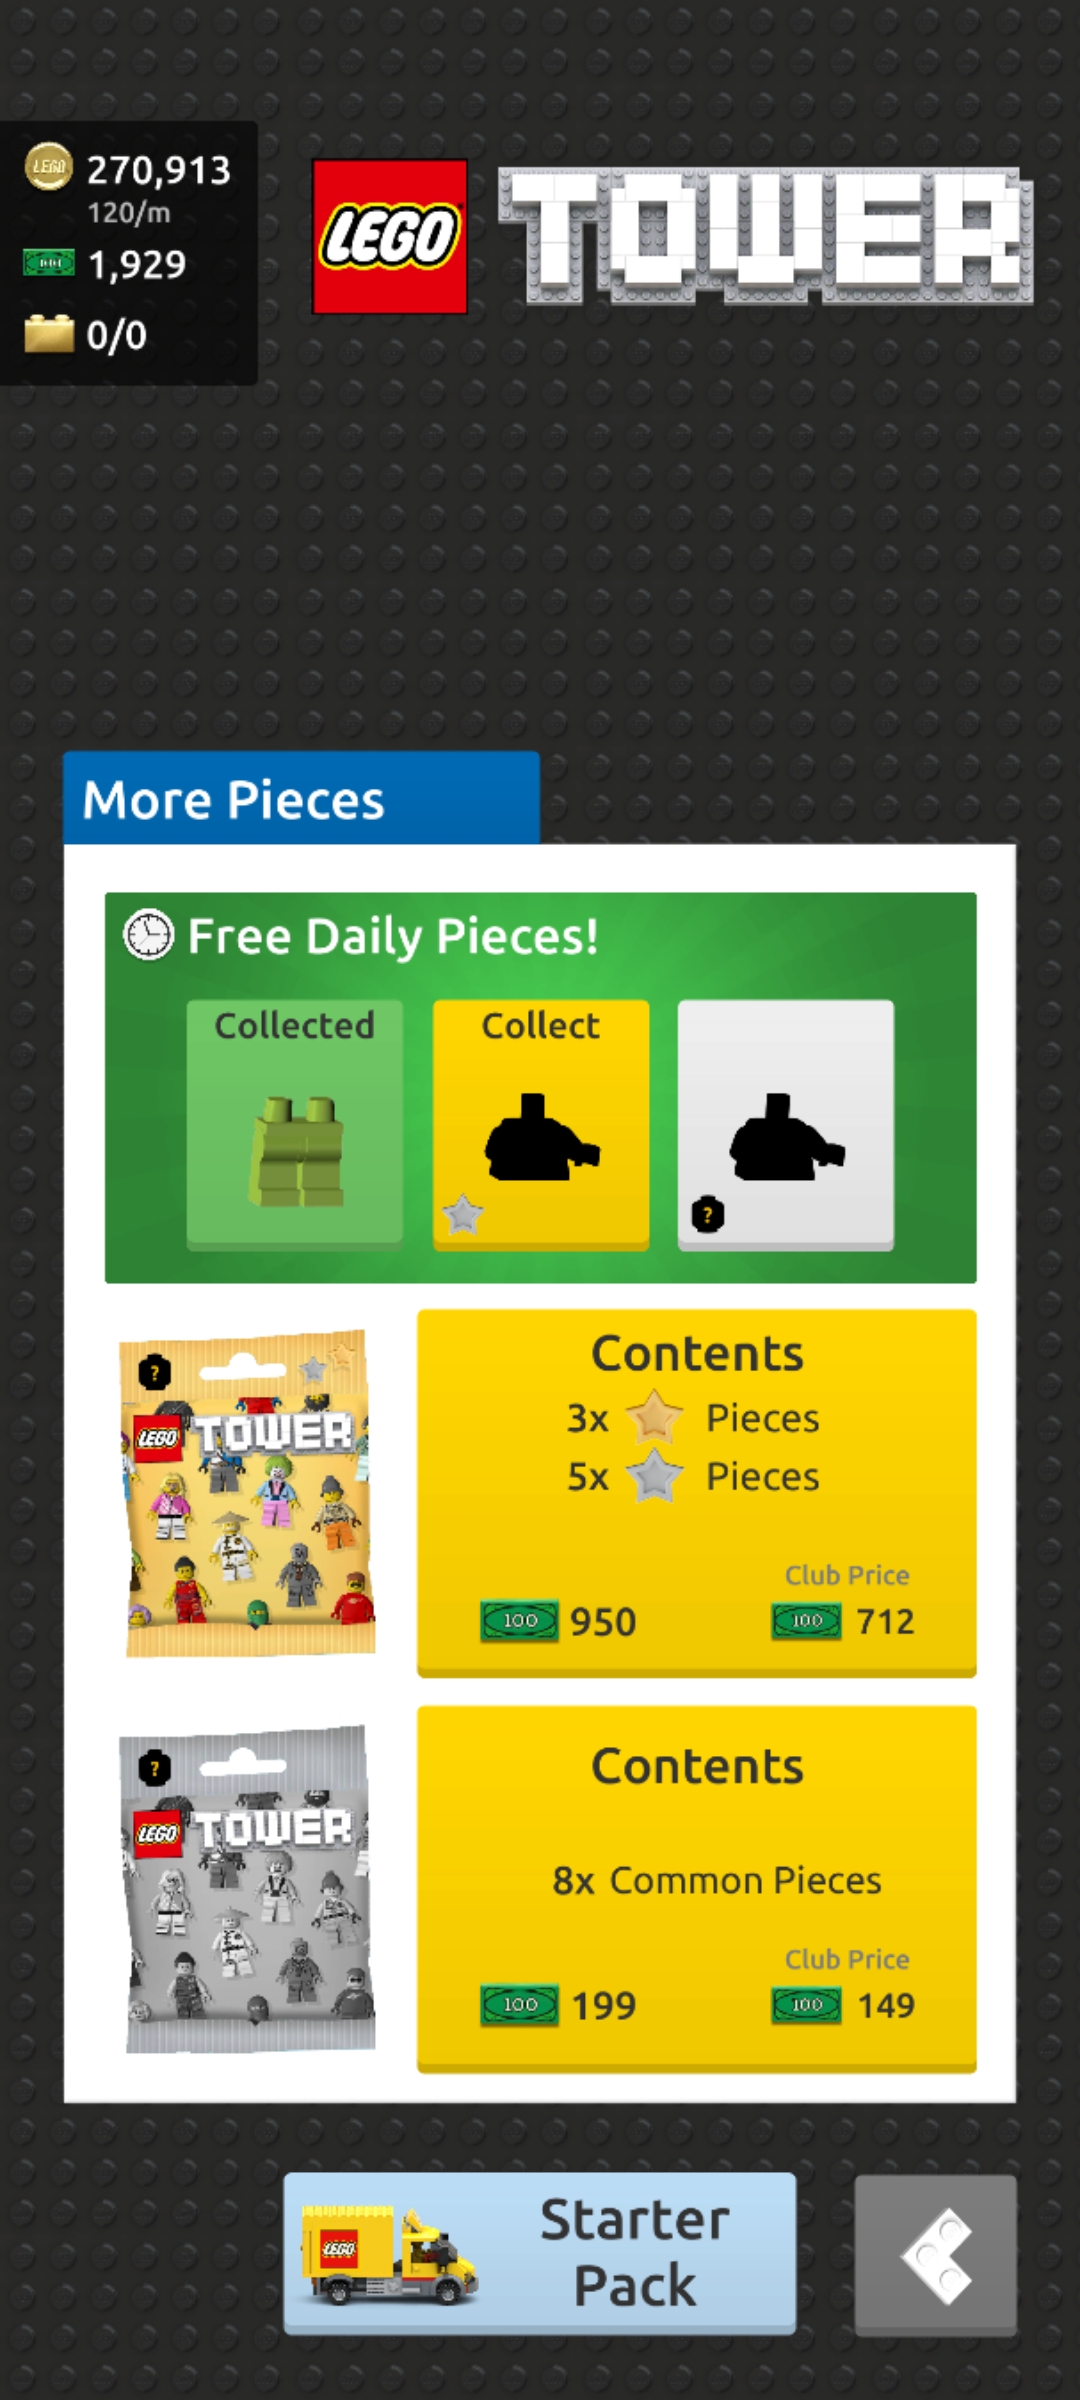 270,913
120/m
1,929
0/0
LEGO TOWER
More Pieces
Free Daily Pieces!
Collected
Collect
?
?
LEGO TOWER
Contents
3x Pieces
5x Pieces
Club Price
100 950
100 712
?
LEGO TOWER
Contents
8x Common Pieces
Club Price
100 199
100 149
LEGO
Starter
Pack